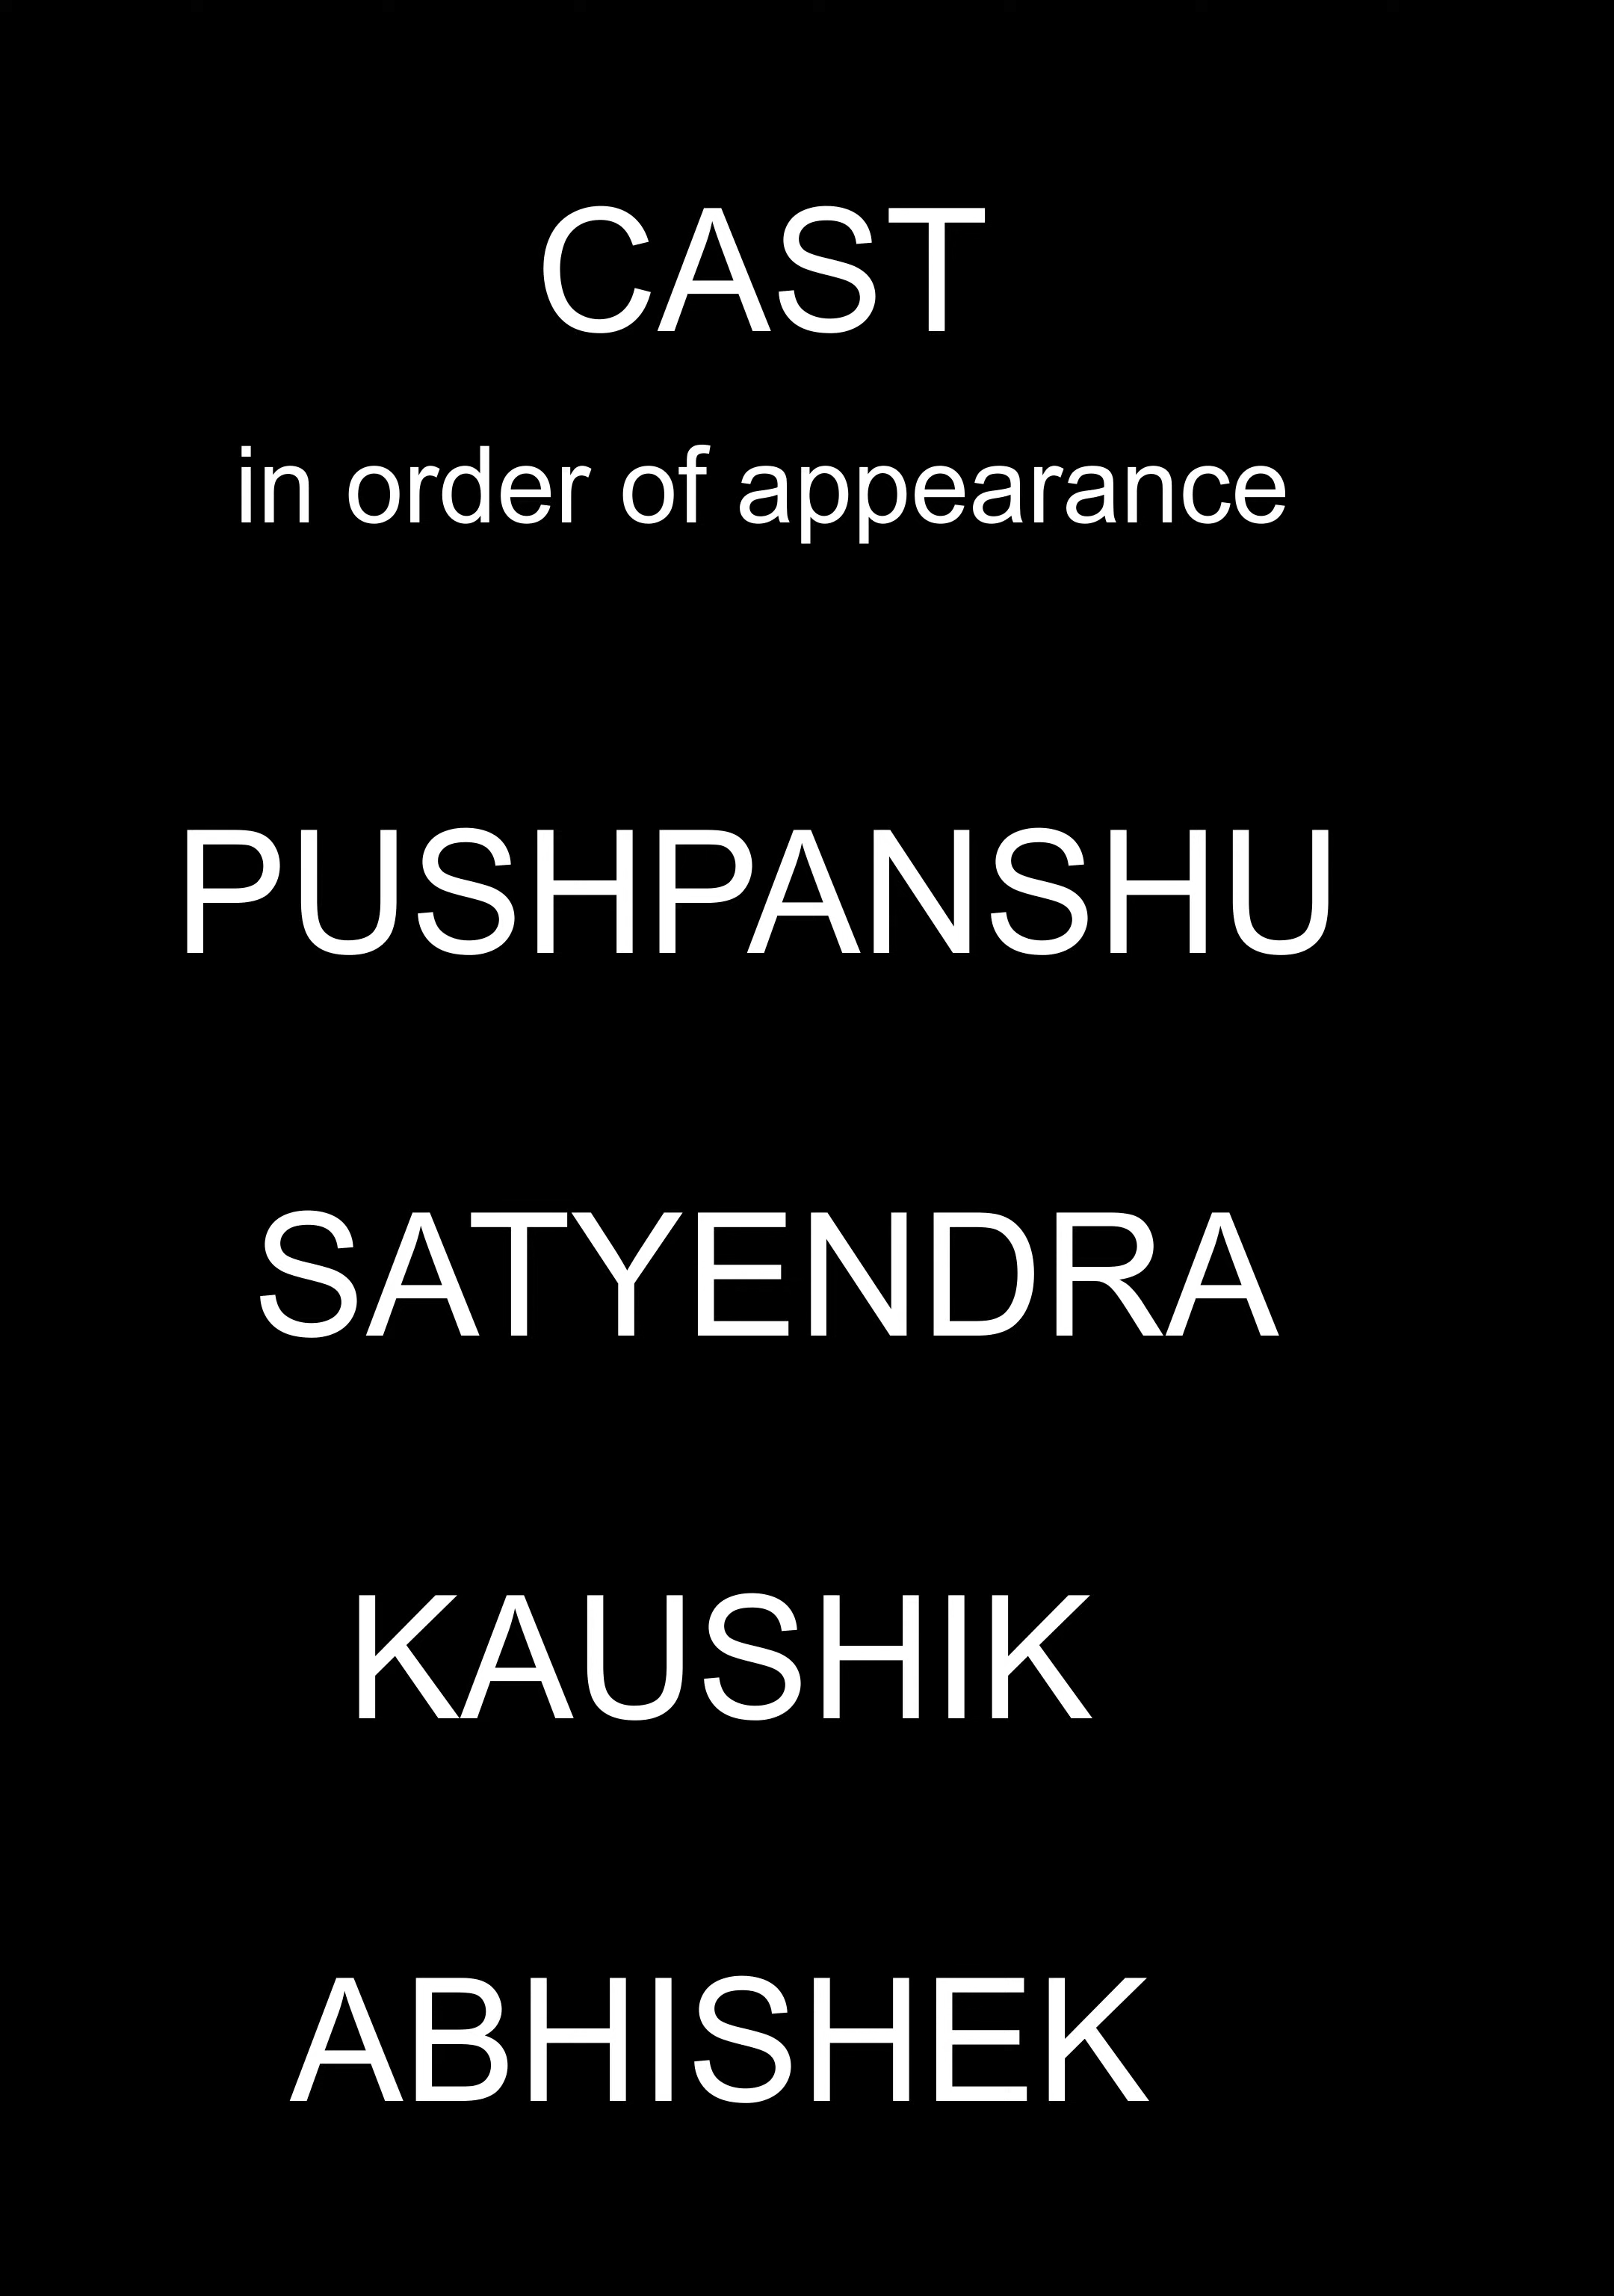 CAST
in order of appearance
PUSHPANSHU
SATYENDRA
KAUSHIK
ABHISHEK